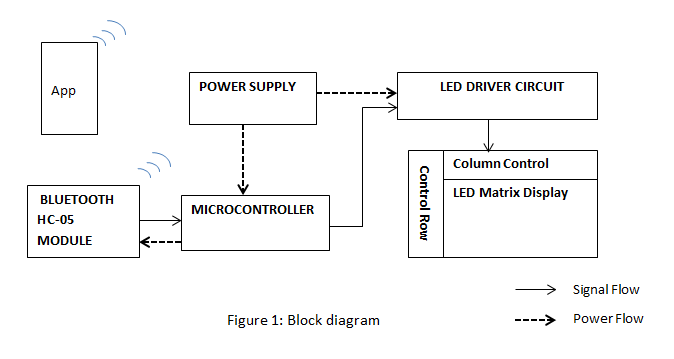 App
POWER SUPPLY
LED DRIVER CIRCUIT
BLUETOOTH
HC-05
MODULE
MICROCONTROLLER
Control Row
Column Control
LED Matrix Display
Signal Flow
Power Flow
Figure 1: Block diagram